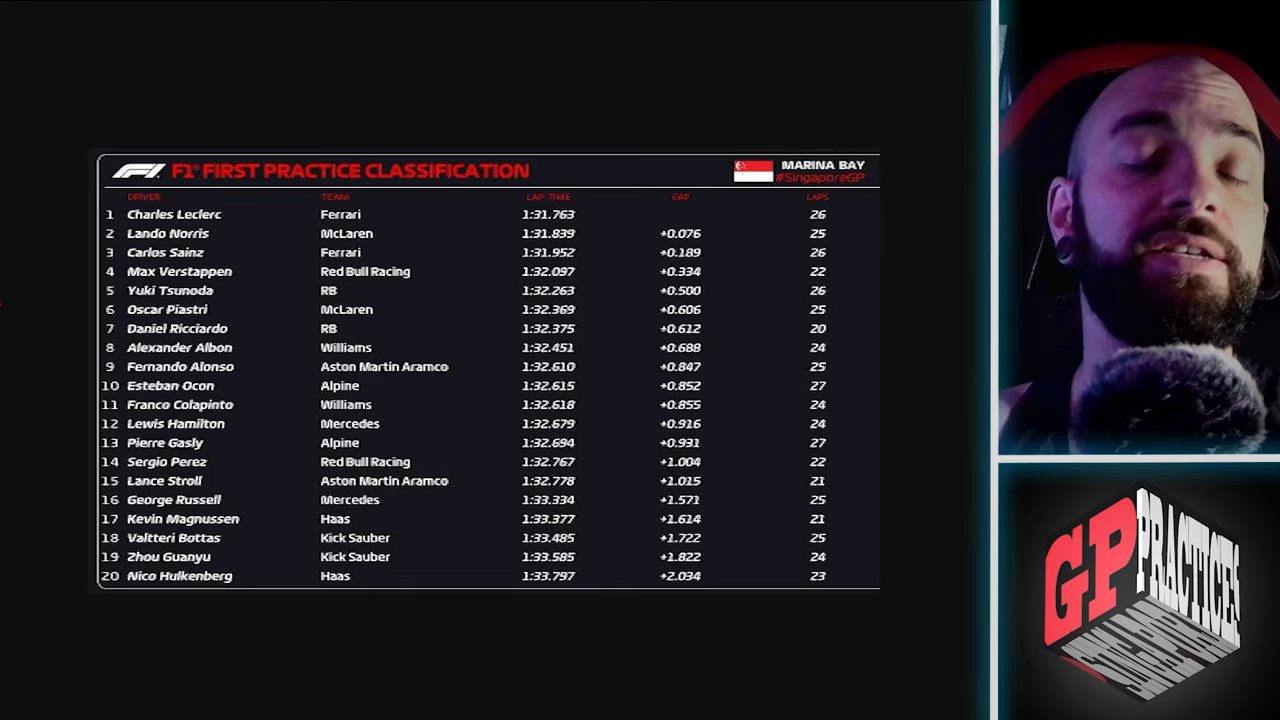 F1 F1® FIRST PRACTICE CLASSIFICATION MARINA BAY
#SingaporeGP
DRIVER TEAM LAP TIME GAP LAPS
1 Charles Leclerc Ferrari 1:31.763 26
2 Lando Norris McLaren 1:31.839 +0.076 25
3 Carlos Sainz Ferrari 1:31.952 +0.189 26
4 Max Verstappen Red Bull Racing 1:32.097 +0.334 22
5 Yuki Tsunoda RB 1:32.263 +0.500 26
6 Oscar Piastri McLaren 1:32.369 +0.606 25
7 Daniel Ricciardo RB 1:32.375 +0.612 20
8 Alexander Albon Williams 1:32.451 +0.688 24
9 Fernando Alonso Aston Martin Aramco 1:32.610 +0.847 25
10 Esteban Ocon Alpine 1:32.615 +0.852 27
11 Franco Colapinto Williams 1:32.618 +0.855 24
12 Lewis Hamilton Mercedes 1:32.679 +0.916 24
13 Pierre Gasly Alpine 1:32.694 +0.931 27
14 Sergio Perez Red Bull Racing 1:32.767 +1.004 22
15 Lance Stroll Aston Martin Aramco 1:32.778 +1.015 21
16 George Russell Mercedes 1:33.334 +1.571 25
17 Kevin Magnussen Haas 1:33.377 +1.614 21
18 Valtteri Bottas Kick Sauber 1:33.485 +1.722 25
19 Zhou Guanyu Kick Sauber 1:33.585 +1.822 24
20 Nico Hulkenberg Haas 1:33.797 +2.034 23
GP PRACTICES